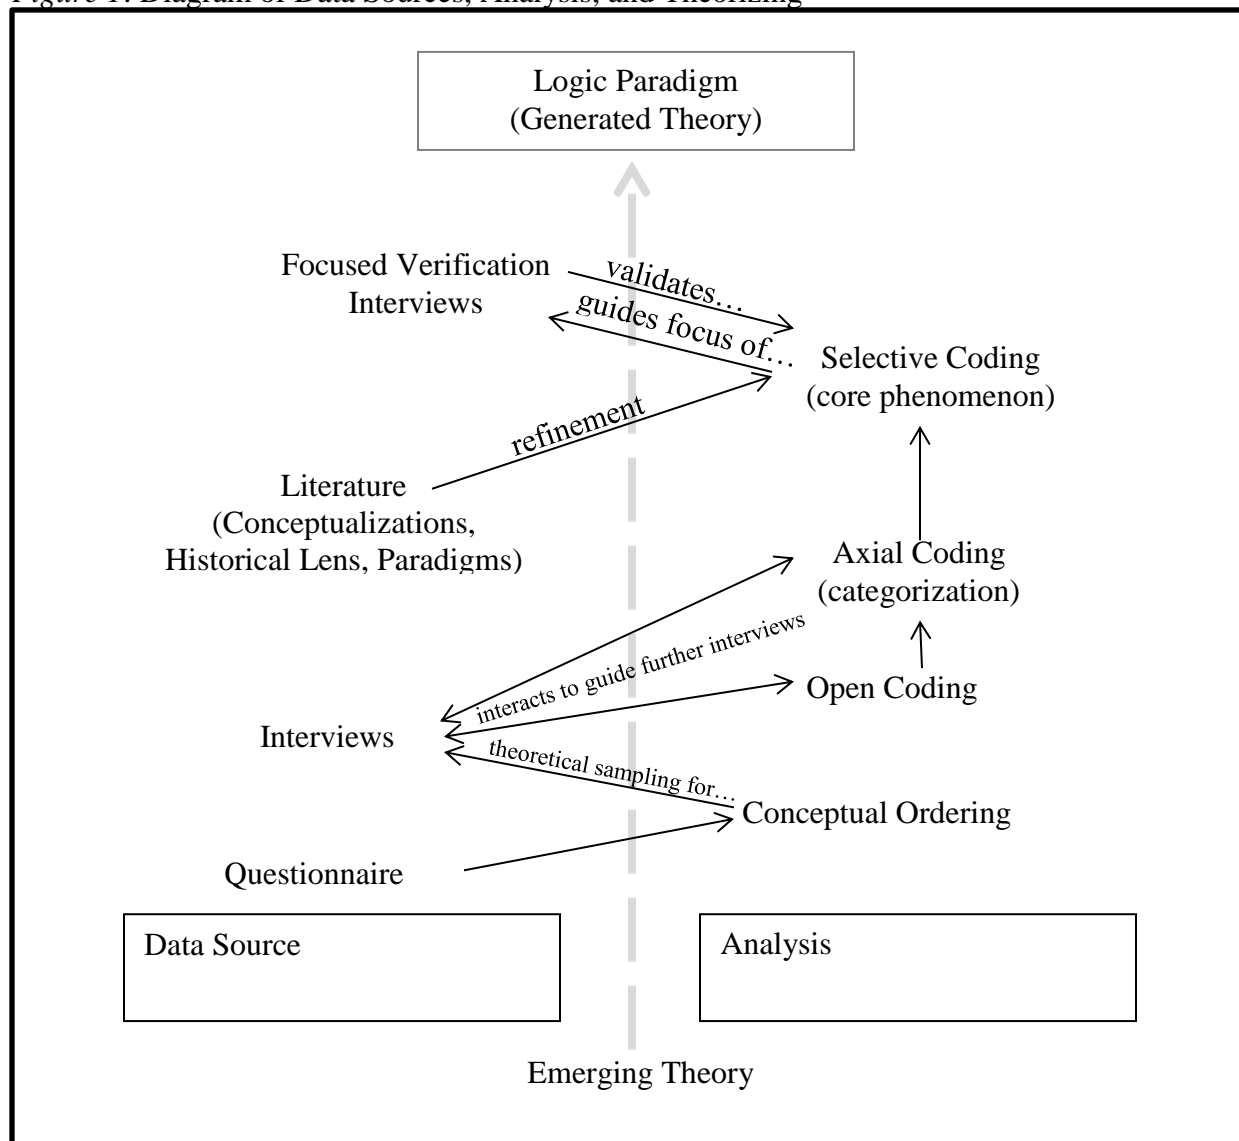 Figure 1. Diagram of Data Sources, Analysis, and Theorizing
Logic Paradigm
(Generated Theory)
Focused Verification
Interviews
validates…
guides focus of…
Selective Coding
(core phenomenon)
refinement
Literature
(Conceptualizations,
Historical Lens, Paradigms)
Axial Coding
(categorization)
interacts to guide further interviews
Open Coding
Interviews
theoretical sampling for…
Conceptual Ordering
Questionnaire
Data Source
Analysis
Emerging Theory